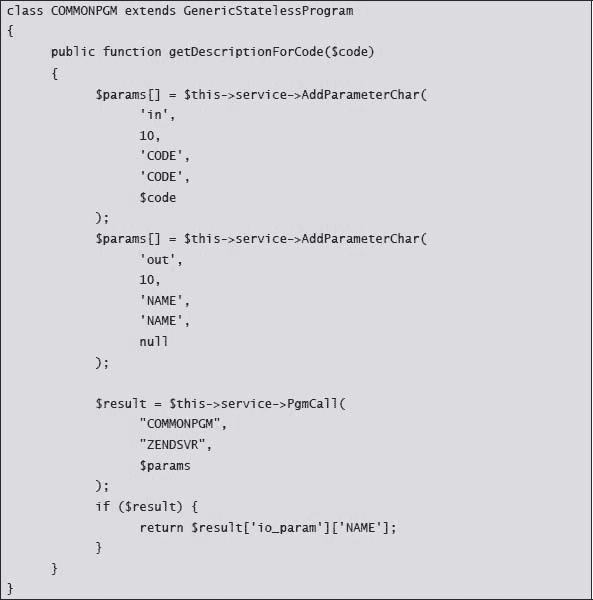 class COMMONPGM extends GenericStatelessProgram
{
public function getDescriptionForCode($code)
{
$params[] = $this->service->AddParameterChar(
'in',
10,
'CODE',
'CODE',
$code
);
$params[] = $this->service->AddParameterChar(
'out',
10,
'NAME',
'NAME',
null
);
$result = $this->service->PgmCall(
"COMMONPGM",
"ZENDSVR",
$params
);
if ($result) {
return $result['io_param']['NAME'];
}
}
}